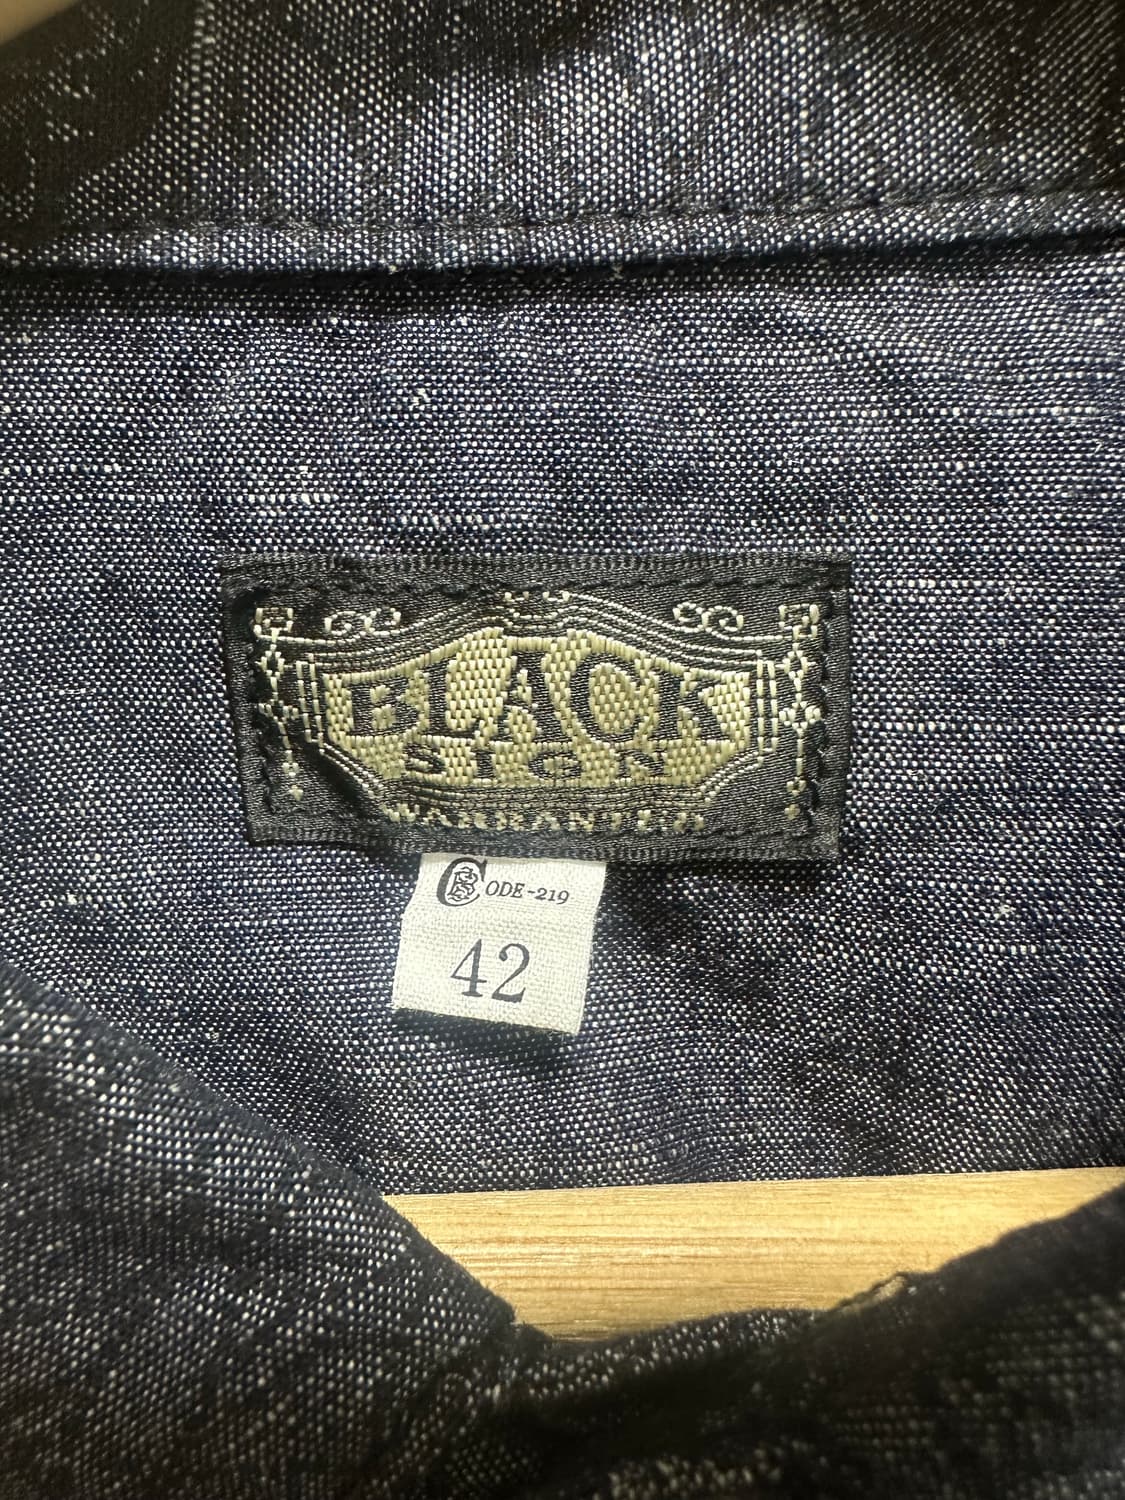 BLACK
SIGN
WARRANTED
CODE-219
42